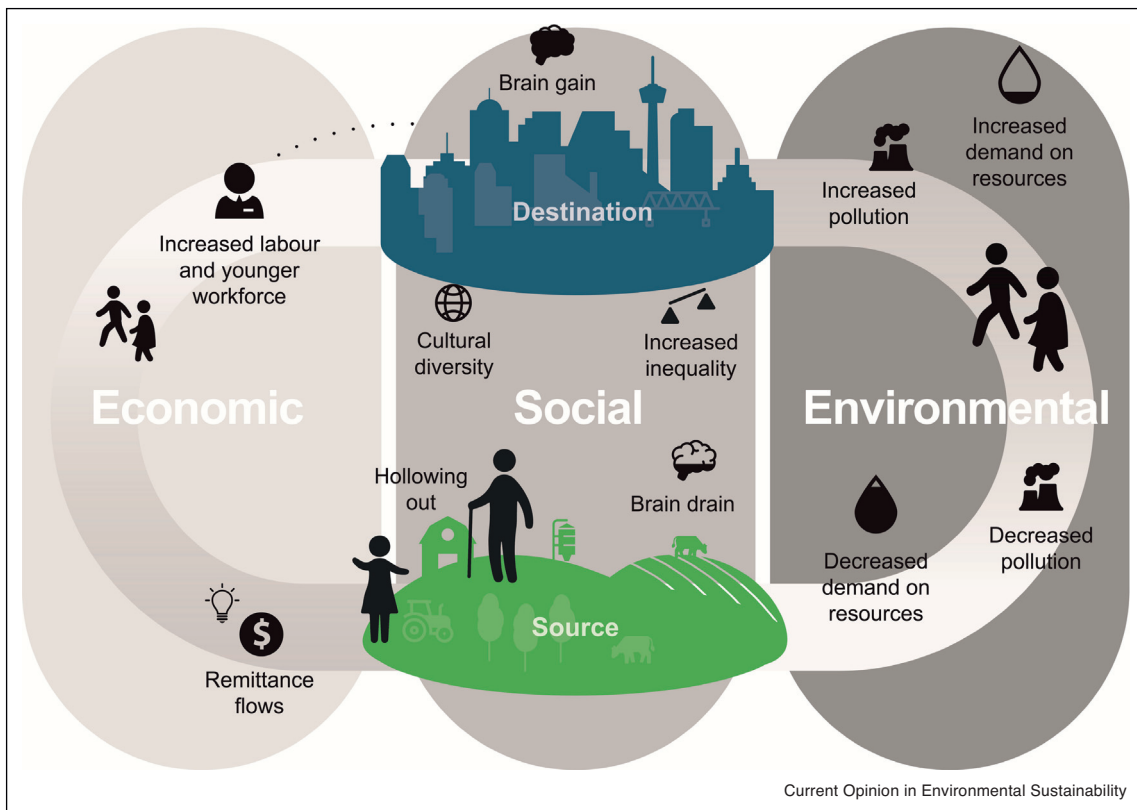 Brain gain
Increased
demand on
resources
Increased
pollution
Destination
Increased labour
and younger
workforce
Cultural
diversity
Increased
inequality
Economic
Social
Environmental
Hollowing
out
Brain drain
Decreased
pollution
Decreased
demand on
resources
Source
$
Remittance
flows
Current Opinion in Environmental Sustainability